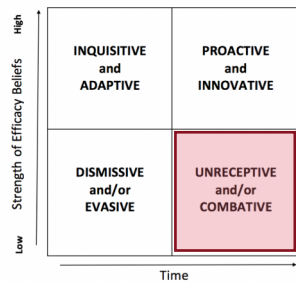 High
Strength of Efficacy Beliefs
Low
INQUISITIVE
and
ADAPTIVE
PROACTIVE
and
INNOVATIVE
DISMISSIVE
and/or
EVASIVE
UNRECEPTIVE
and/or
COMBATIVE
Time